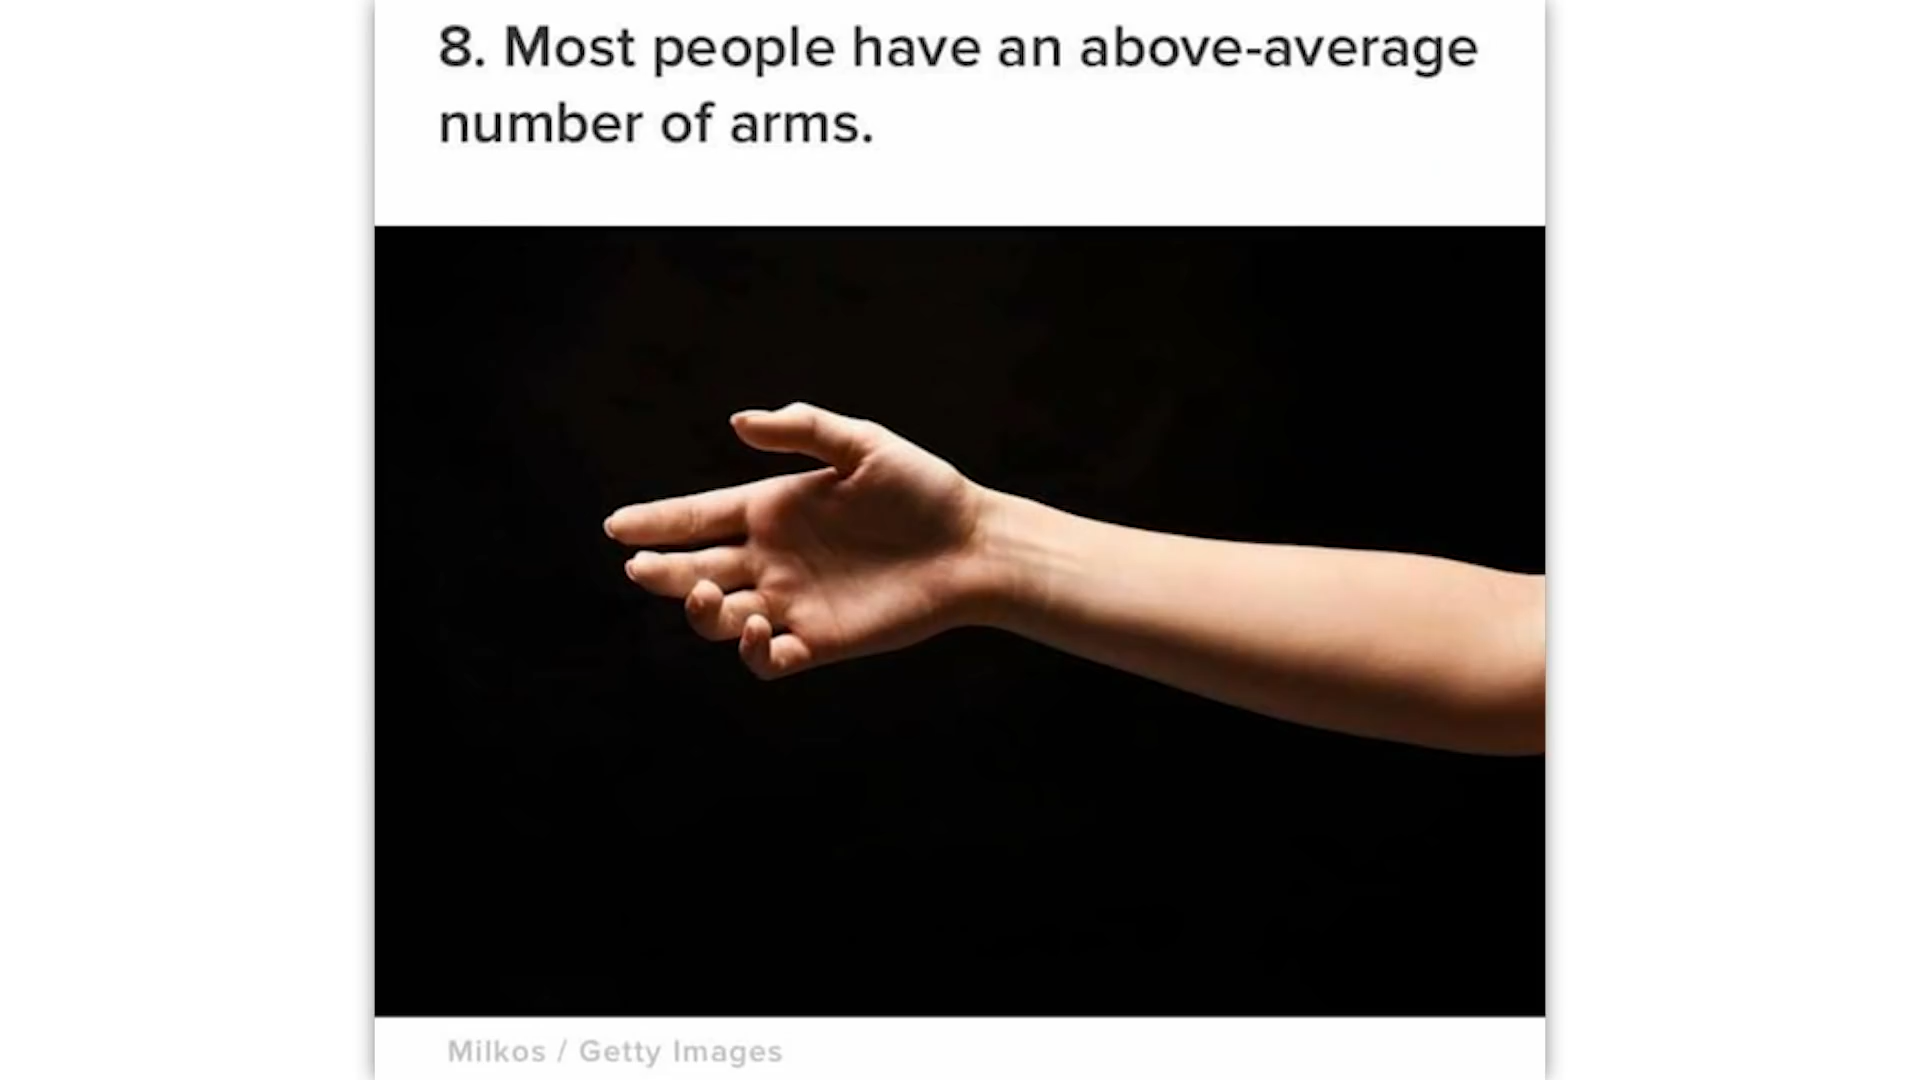 8. Most people have an above-average
number of arms.
Milkos / Getty Images